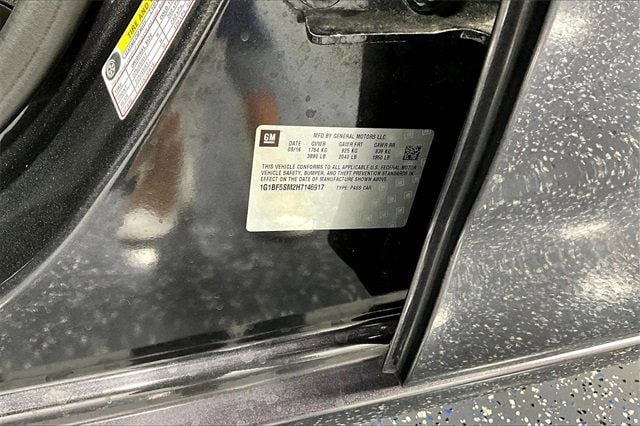 TIRE AND
GM
MFD BY GENERAL MOTORS LLC
DATE GVWR GAWR FRT GAWR RR
09/16 1764 KG 925 KG 839 KG
3890 LB 2040 LB 1850 LB
THIS VEHICLE CONFORMS TO ALL APPLICABLE U.S. FEDERAL
VEHICLE SAFETY, BUMPER, AND THEFT PREVENTION STANDARDS IN
EFFECT ON THE DATE OF MANUFACTURE SHOWN ABOVE.
1G1BF5SM2H7146917 TYPE: PASS CAR